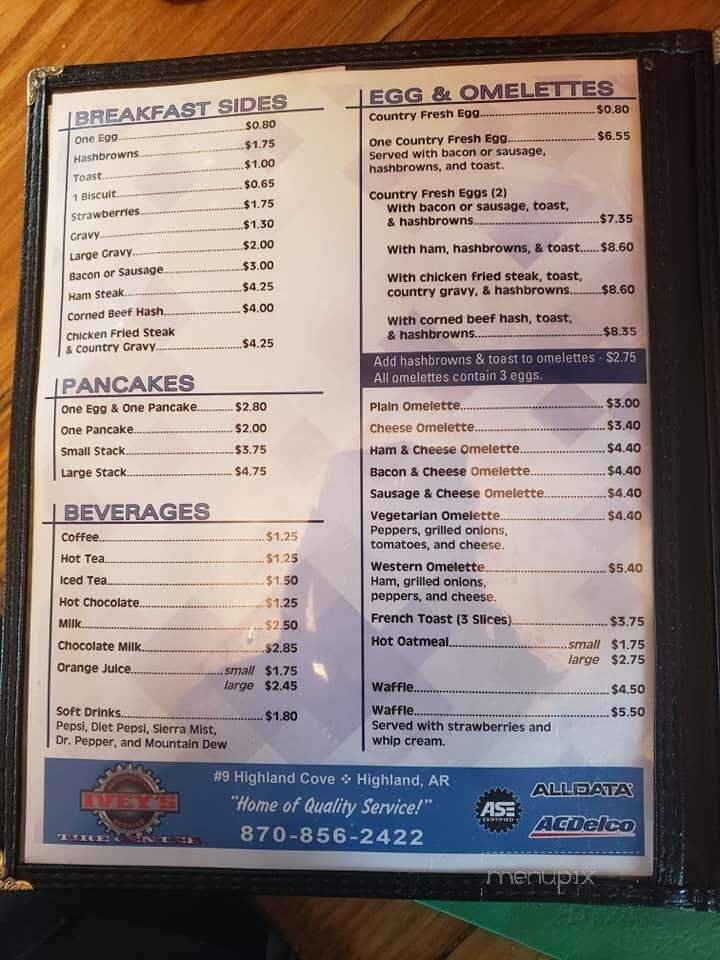 BREAKFAST SIDES
One Egg $0.80
Hashbrowns $1.75
Toast $1.00
1 Biscuit $0.65
Strawberries $1.75
Gravy $1.30
Large Gravy $2.00
Bacon or Sausage $3.00
Ham Steak $4.25
Corned Beef Hash $4.00
Chicken Fried Steak
& Country Gravy $4.25
PANCAKES
One Egg & One Pancake $2.80
One Pancake $2.00
Small Stack $3.75
Large Stack $4.75
BEVERAGES
Coffee $1.25
Hot Tea $1.25
Iced Tea $1.50
Hot Chocolate $1.25
Milk $2.50
Chocolate Milk $2.85
Orange Juice small $1.75
large $2.45
Soft Drinks $1.80
Pepsi, Diet Pepsi, Sierra Mist,
Dr. Pepper, and Mountain Dew
EGG & OMELETTES
Country Fresh Egg $0.80
One Country Fresh Egg $6.55
Served with bacon or sausage,
hashbrowns, and toast.
Country Fresh Eggs (2)
With bacon or sausage, toast,
& hashbrowns $7.35
With ham, hashbrowns, & toast $8.60
With chicken fried steak, toast,
country gravy, & hashbrowns $8.60
With corned beef hash, toast,
& hashbrowns $8.35
Add hashbrowns & toast to omelettes - $2.75
All omelettes contain 3 eggs.
Plain Omelette $3.00
Cheese Omelette $3.40
Ham & Cheese Omelette $4.40
Bacon & Cheese Omelette $4.40
Sausage & Cheese Omelette $4.40
Vegetarian Omelette $4.40
Peppers, grilled onions,
tomatoes, and cheese.
Western Omelette $5.40
Ham, grilled onions,
peppers, and cheese.
French Toast (3 Slices) $3.75
Hot Oatmeal small $1.75
large $2.75
Waffle $4.50
Waffle $5.50
Served with strawberries and
whip cream.
IVEY'S
TIRE CENTER
#9 Highland Cove ❖ Highland, AR
"Home of Quality Service!"
870-856-2422
ASE
CERTIFIED
ALLDATA
ACDelco
menupix